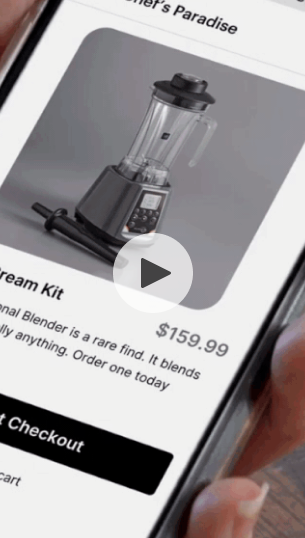 Chef's Paradise
Dream Kit
$159.99
nal Blender is a rare find. It blends
lly anything. Order one today
t Checkout
cart